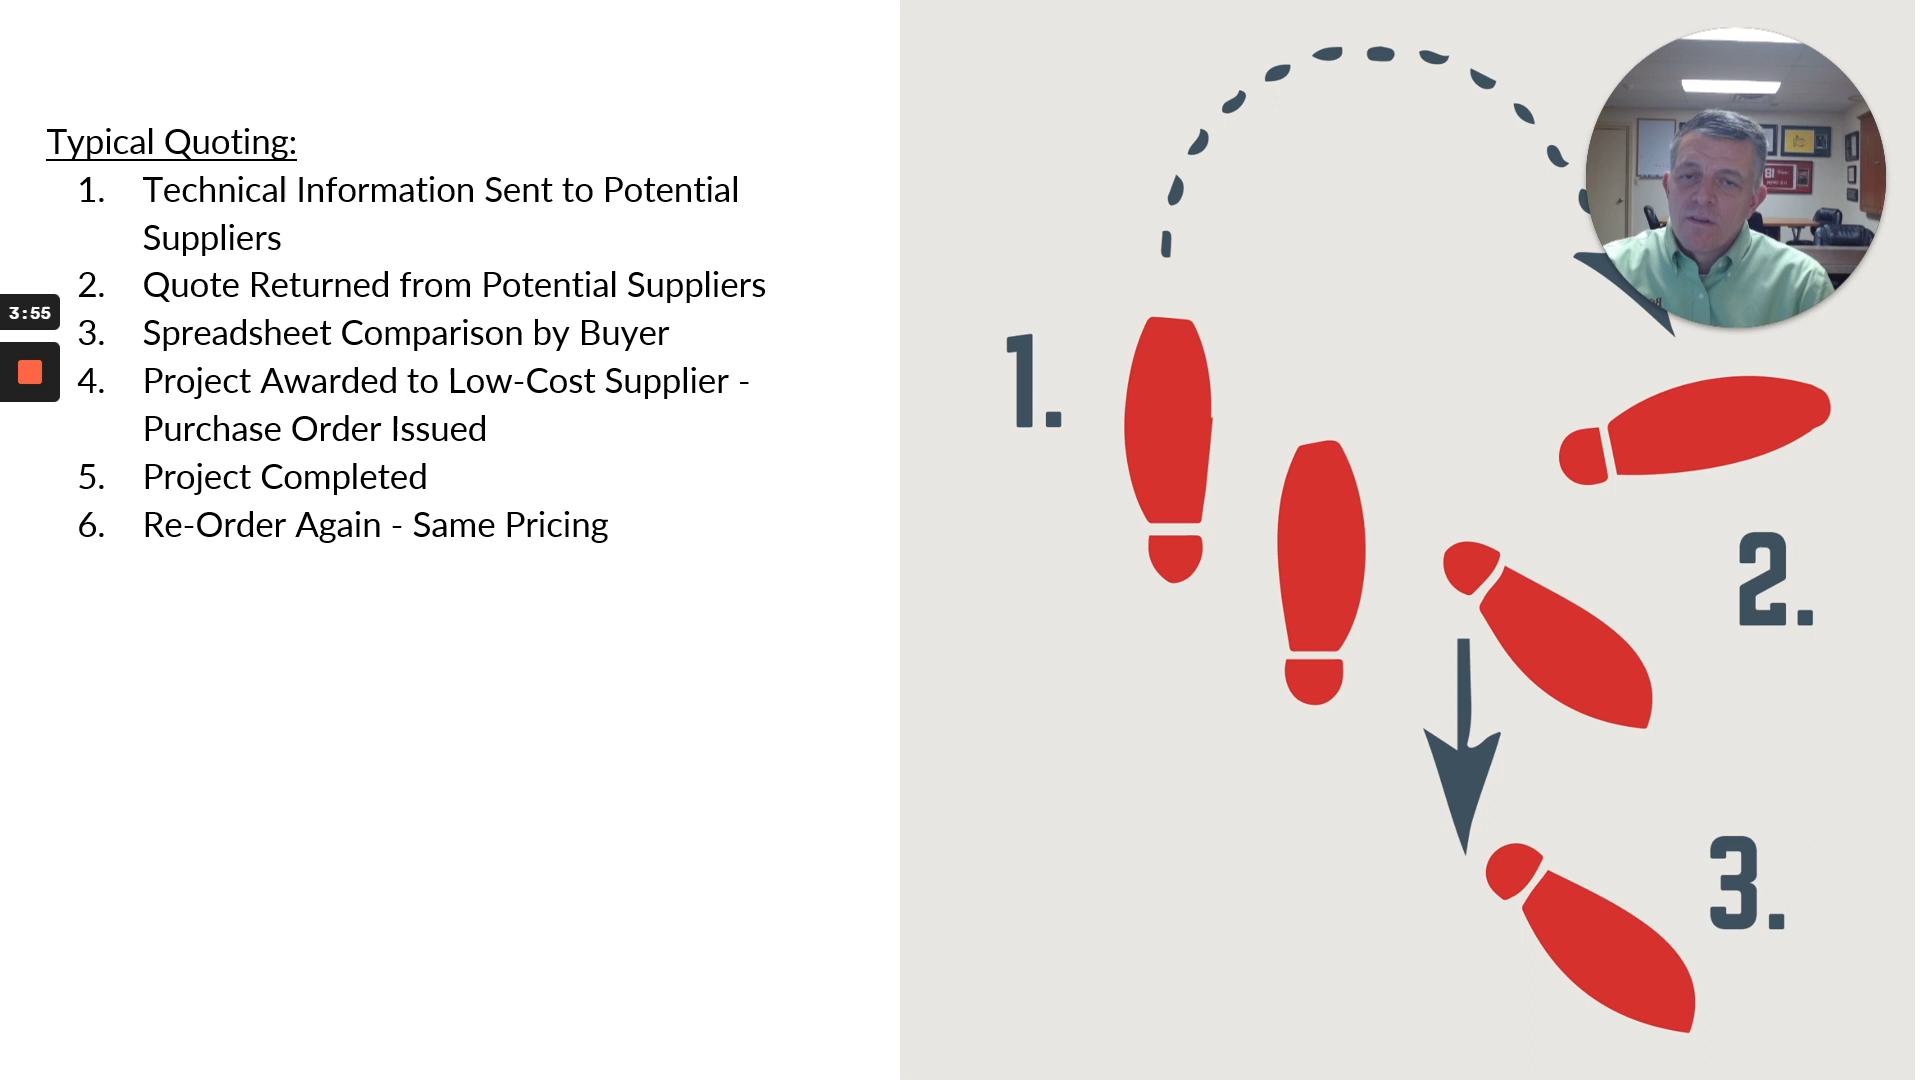 Typical Quoting:
1. Technical Information Sent to Potential
Suppliers
2. Quote Returned from Potential Suppliers
3. Spreadsheet Comparison by Buyer
4. Project Awarded to Low-Cost Supplier -
Purchase Order Issued
5. Project Completed
6. Re-Order Again - Same Pricing
3:55
1.
2.
3.